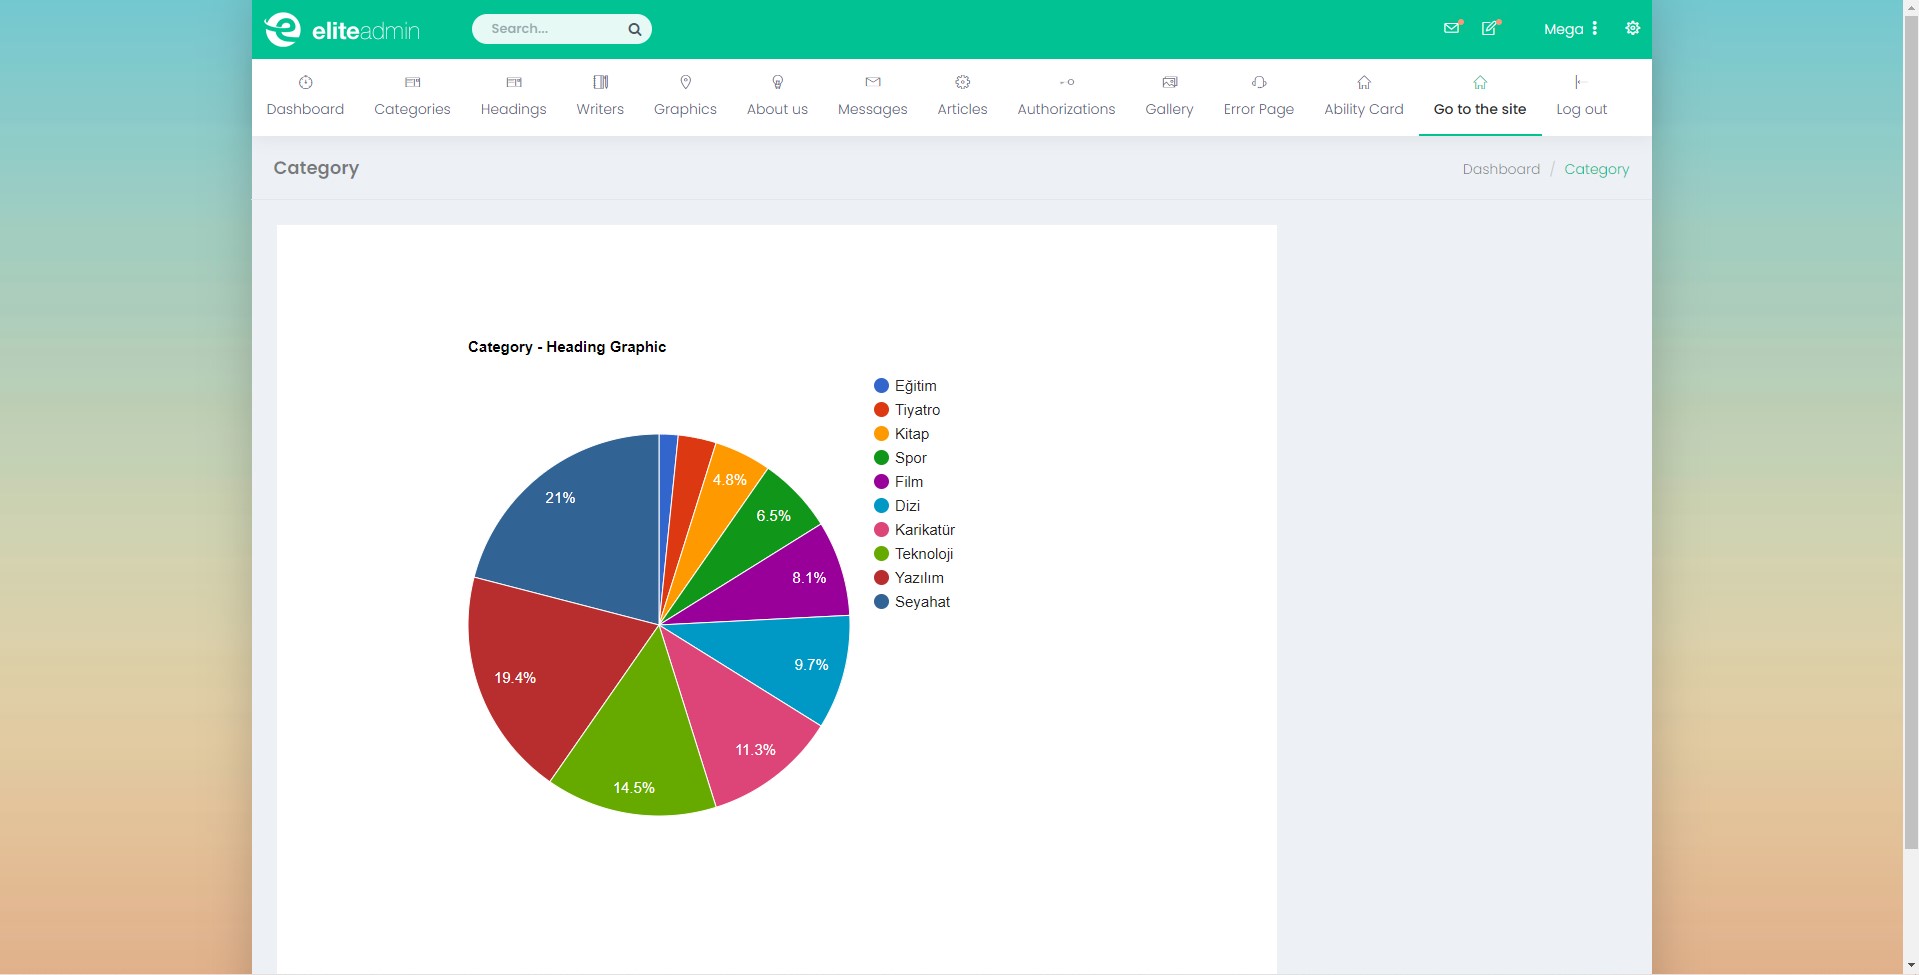 eliteadmin
Search...
Mega
Dashboard Categories Headings Writers Graphics About us Messages Articles Authorizations Gallery Error Page Ability Card Go to the site Log out
Category
Dashboard / Category
Category - Heading Graphic
Eğitim
Tiyatro
Kitap
Spor
Film
Dizi
Karikatür
Teknoloji
Yazılım
Seyahat
4.8%
21%
6.5%
8.1%
9.7%
19.4%
11.3%
14.5%